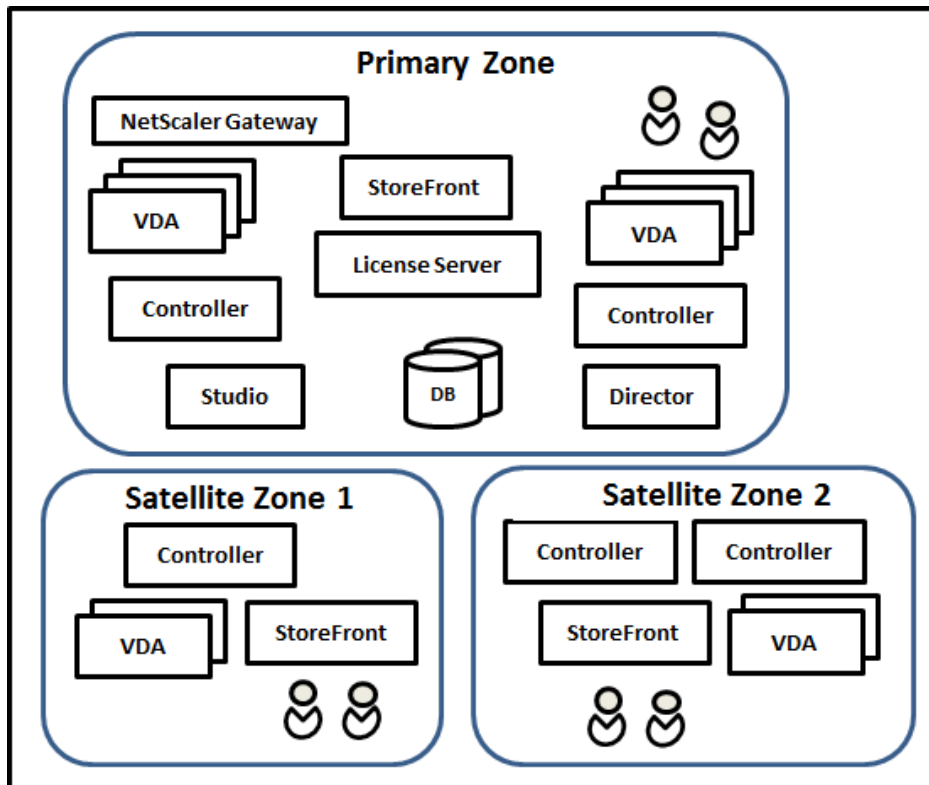 Primary Zone
NetScaler Gateway
StoreFront
VDA
VDA
License Server
Controller
Controller
Studio
DB
Director
Satellite Zone 1
Controller
VDA
StoreFront
Satellite Zone 2
Controller
Controller
StoreFront
VDA